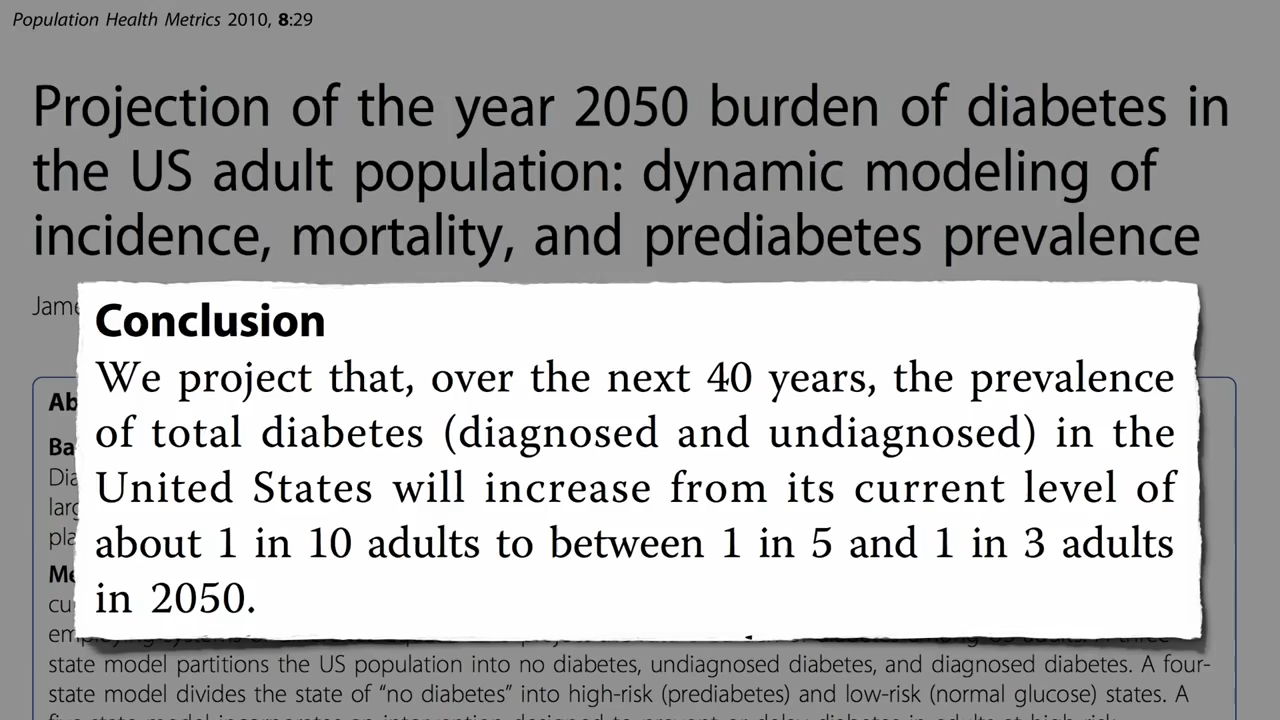 Population Health Metrics 2010, 8:29
Projection of the year 2050 burden of diabetes in
the US adult population: dynamic modeling of
incidence, mortality, and prediabetes prevalence
Conclusion
We project that, over the next 40 years, the prevalence
of total diabetes (diagnosed and undiagnosed) in the
United States will increase from its current level of
about 1 in 10 adults to between 1 in 5 and 1 in 3 adults
in 2050.
state model partitions the US population into no diabetes, undiagnosed diabetes, and diagnosed diabetes. A four-
state model divides the state of “no diabetes” into high-risk (prediabetes) and low-risk (normal glucose) states. A